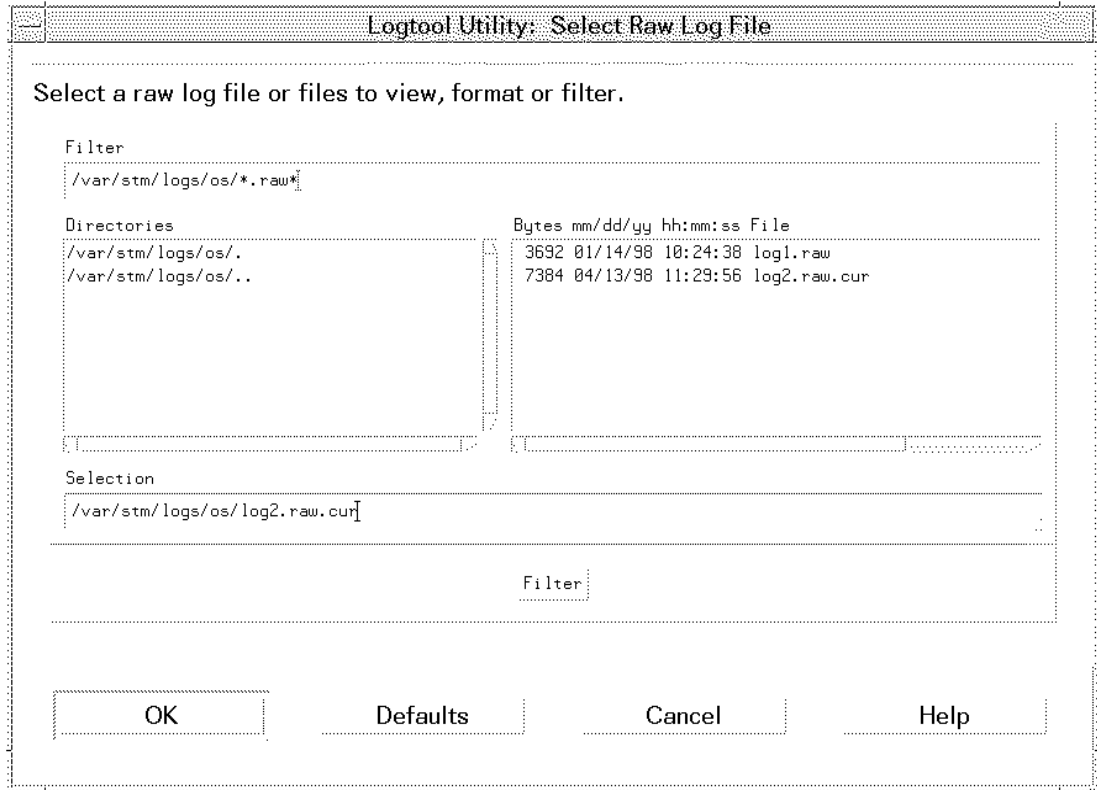 Logtool Utility: Select Raw Log File
Select a raw log file or files to view, format or filter.
Filter
/var/stm/logs/os/*.raw*
Directories
/var/stm/logs/os/.
/var/stm/logs/os/..
Bytes mm/dd/yy hh:mm:ss File
3692 01/14/98 10:24:38 log1.raw
7384 04/13/98 11:29:56 log2.raw.cur
Selection
/var/stm/logs/os/log2.raw.cur
Filter
OK Defaults Cancel Help